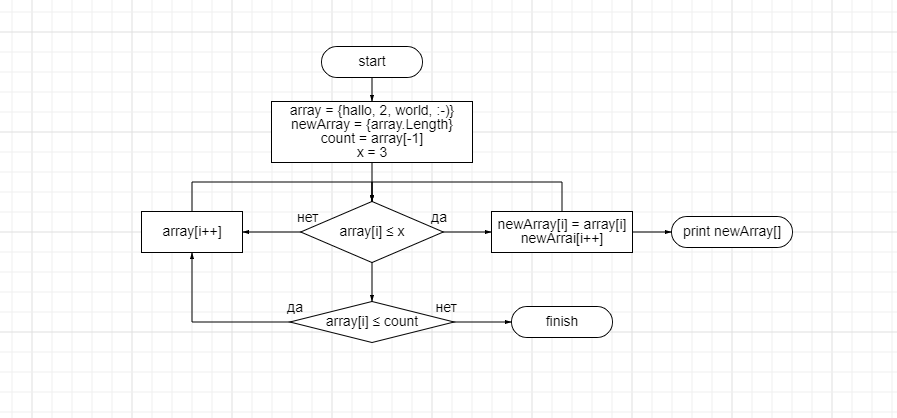 start
array = {hallo, 2, world, :-)}
newArray = {array.Length}
count = array[-1]
x = 3
нет
да
array[i++]
array[i] ≤ x
newArray[i] = array[i]
newArrai[i++]
print newArray[]
да
нет
array[i] ≤ count
finish